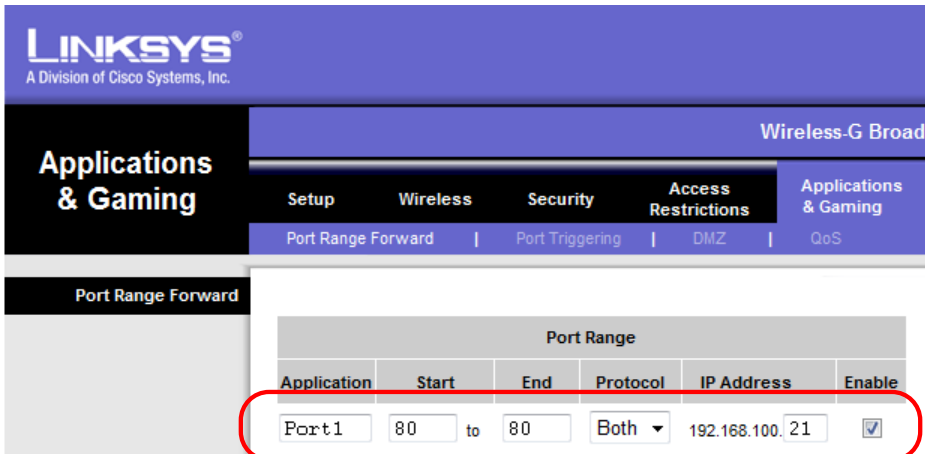 LINKSYS®
A Division of Cisco Systems, Inc.
Wireless-G Broad
Applications
& Gaming
Setup Wireless Security Access Restrictions Applications & Gaming
Port Range Forward | Port Triggering | DMZ | QoS
Port Range Forward
Port Range
Application Start End Protocol IP Address Enable
Port1 80 to 80 Both 192.168.100. 21